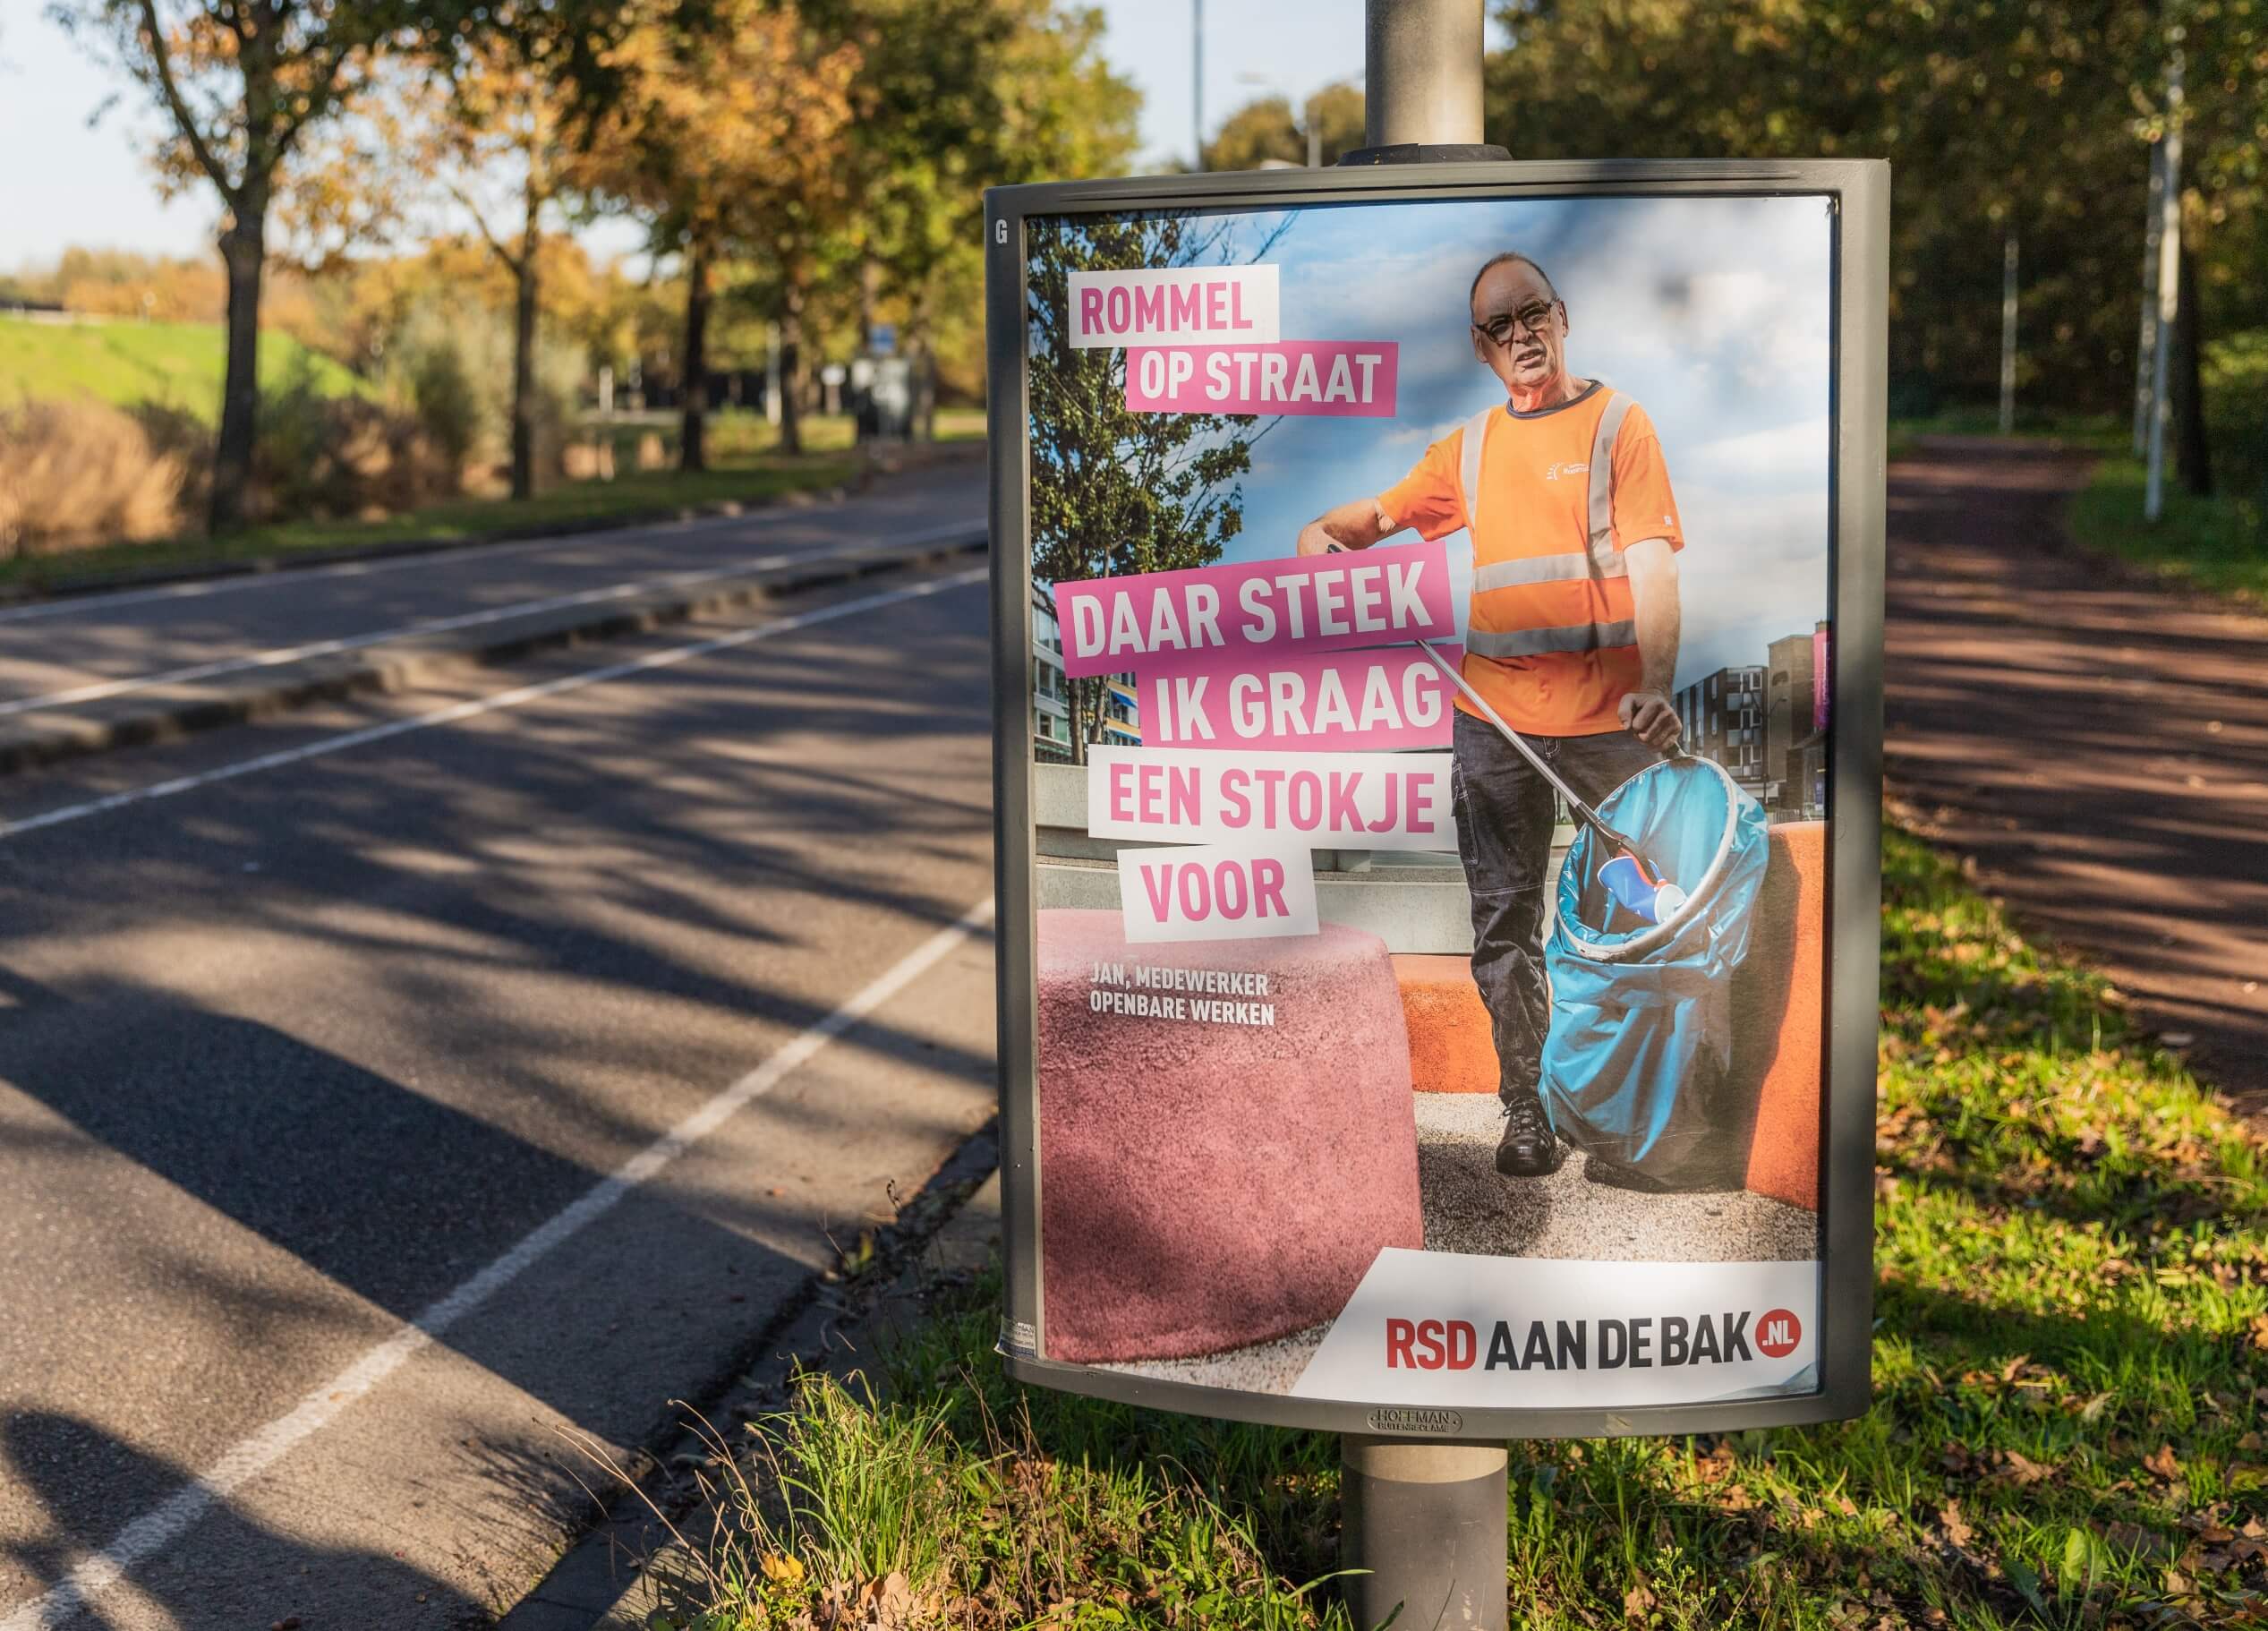 G
ROMMEL
OP STRAAT
DAAR STEEK
IK GRAAG
EEN STOKJE
VOOR
JAN, MEDEWERKER
OPENBARE WERKEN
RSD AAN DE BAK .NL
HOFFMAN
BUITENRECLAME